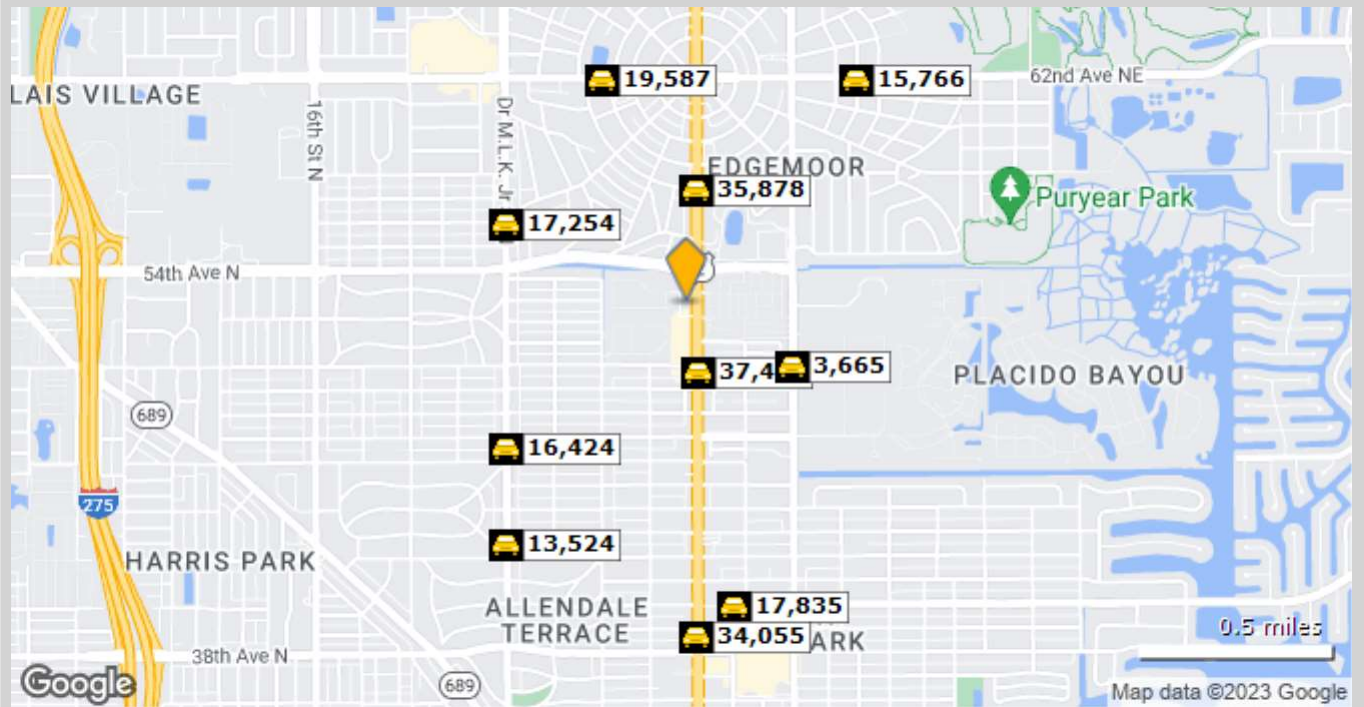 19,587
15,766
62nd Ave NE
LAIS VILLAGE
16th St N
Dr M.L.K. Jr
EDGEMOOR
35,878
Puryear Park
17,254
54th Ave N
37,4
3,665
PLACIDO BAYOU
689
16,424
275
13,524
HARRIS PARK
ALLENDALE
TERRACE
17,835
34,055
ARK
0.5 miles
38th Ave N
689
Google
Map data ©2023 Google